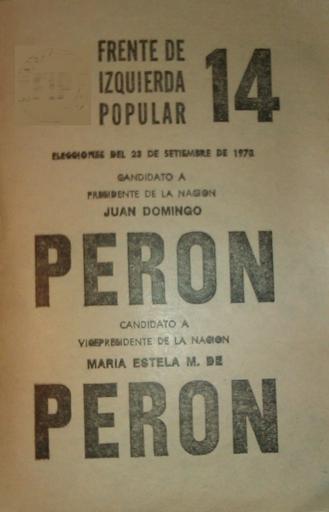 FIP
FRENTE DE
IZQUIERDA
POPULAR
14
ELECCIONES DEL 23 DE SETIEMBRE DE 1973
CANDIDATO A
PRESIDENTE DE LA NACION
JUAN DOMINGO
PERON
CANDIDATO A
VICEPRESIDENTE DE LA NACION
MARIA ESTELA M. DE
PERON